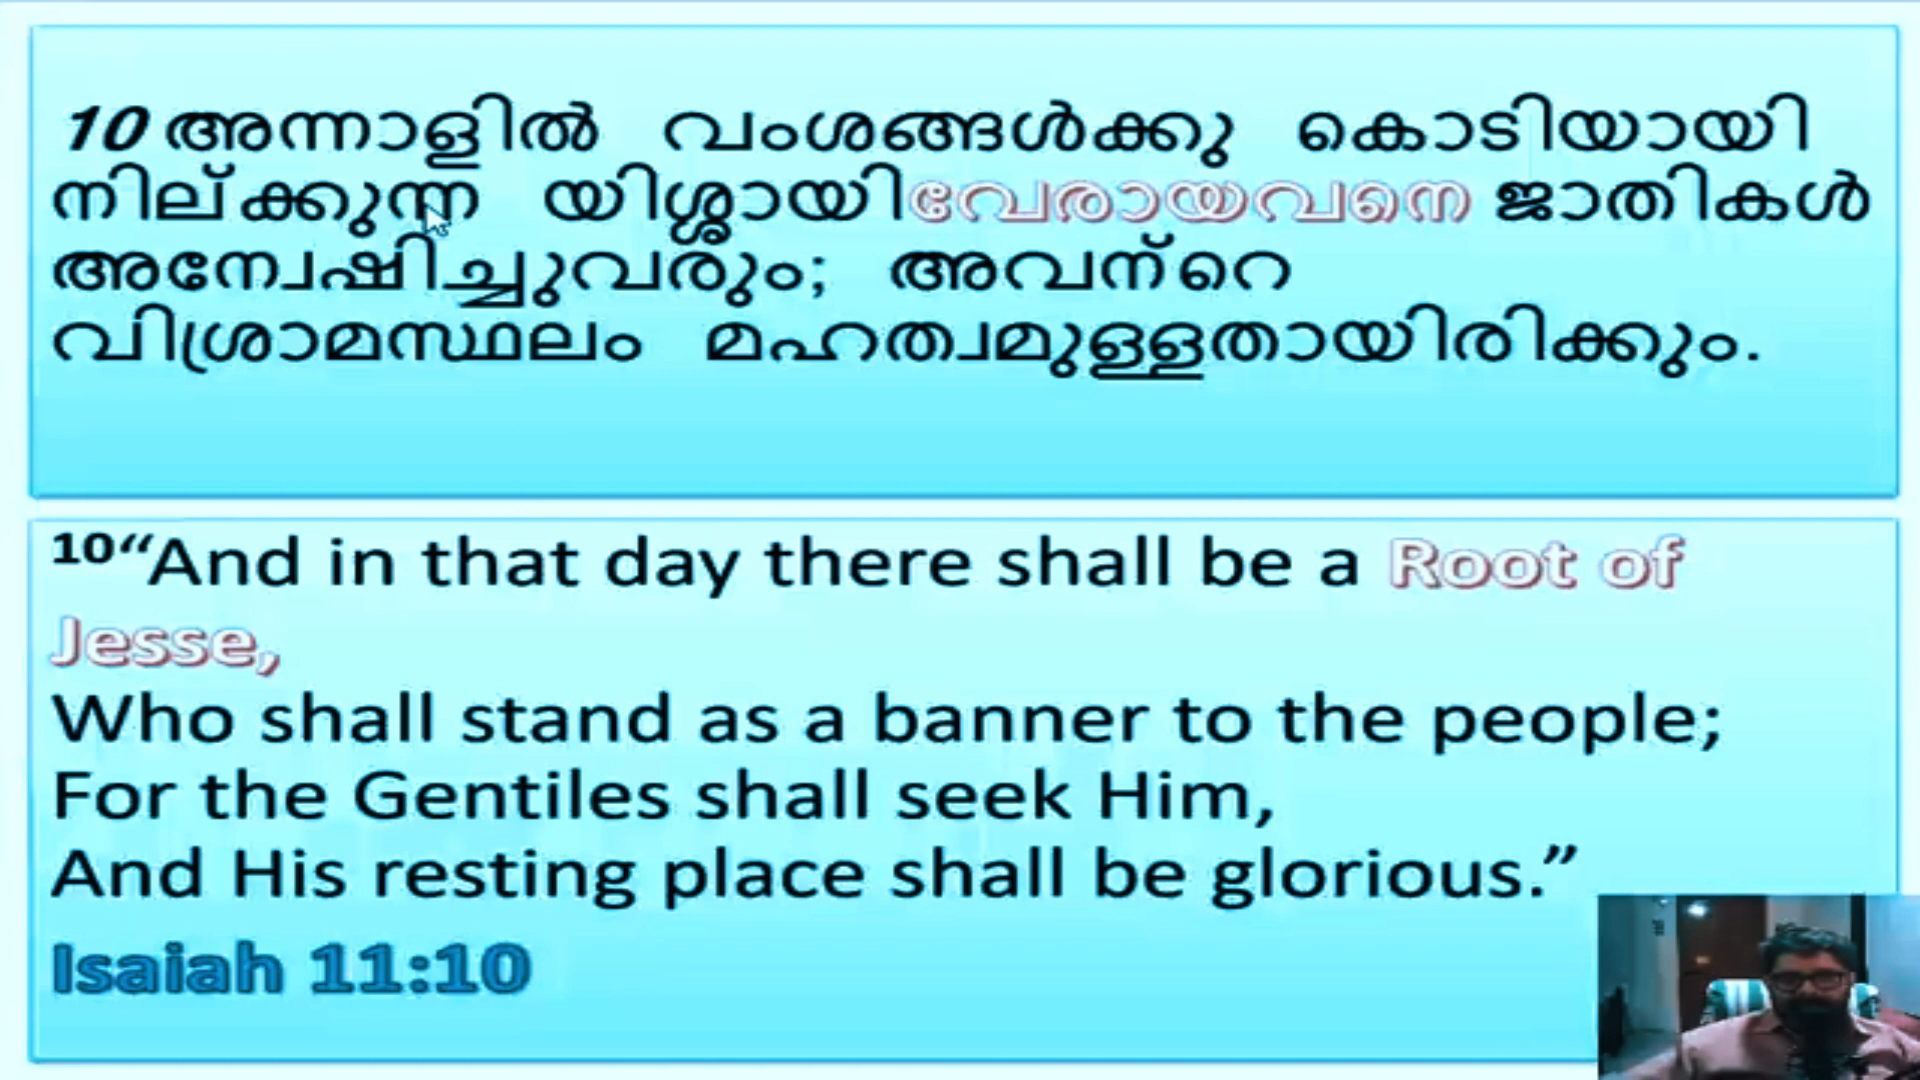 10 അന്നാളിൽ വംശങ്ങൾക്കു കൊടിയായി
നില്ക്കുന്ന യിശ്ശായിവേരായവനെ ജാതികൾ
അന്വേഷിച്ചുവരും; അവന്റെ
വിശ്രാമസ്ഥലം മഹത്വമുള്ളതായിരിക്കും.
10“And in that day there shall be a Root of
Jesse,
Who shall stand as a banner to the people;
For the Gentiles shall seek Him,
And His resting place shall be glorious.”
Isaiah 11:10